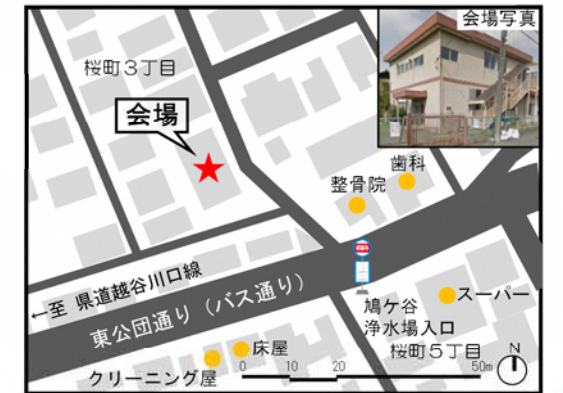 会場写真
桜町３丁目
会場
歯科
整骨院
←至 県道越谷川口線
東公団通り（バス通り）
鳩ケ谷
浄水場入口
スーパー
桜町５丁目
床屋
クリーニング屋
0 10 20 50m
N